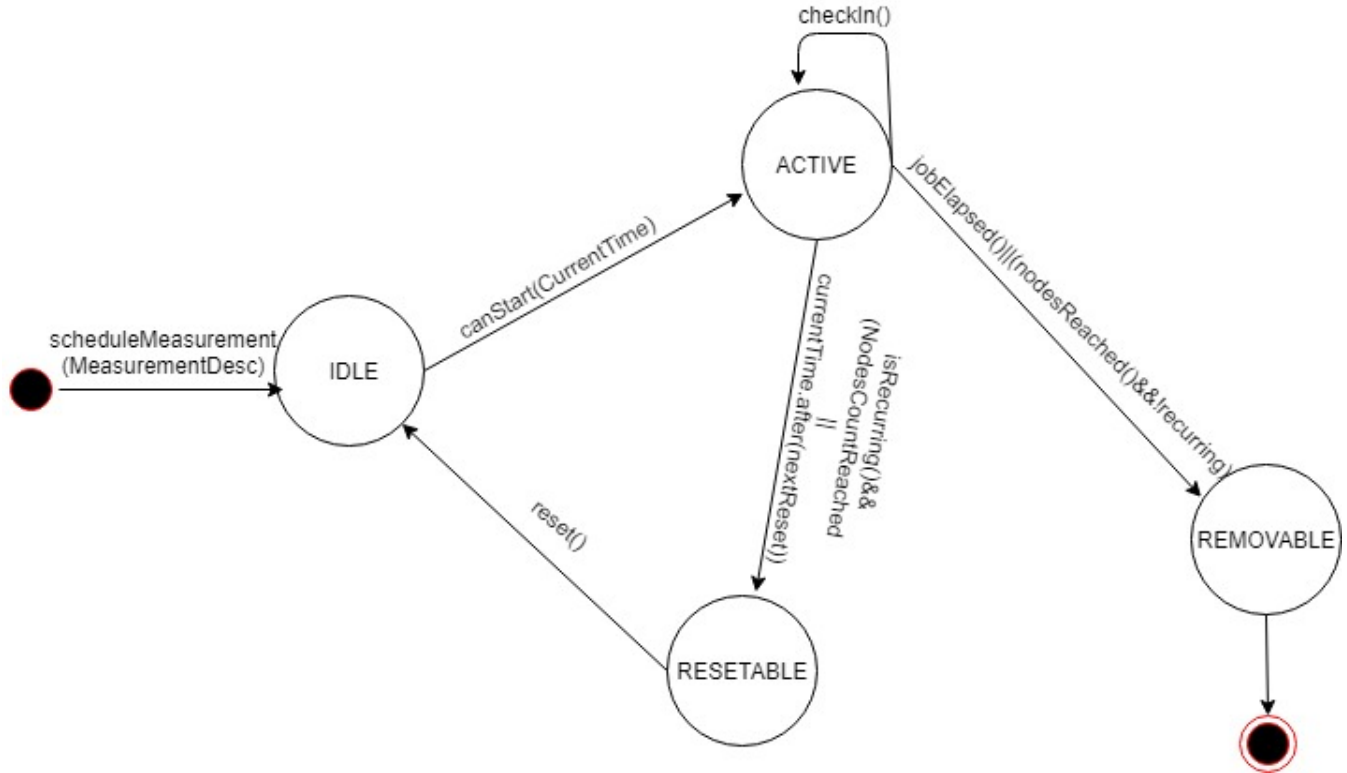 checkIn()
ACTIVE
canStart(CurrentTime)
jobElapsed()||(nodesReached()&&!recurring)
scheduleMeasurement
(MeasurementDesc)
IDLE
isRecurring()&&
(NodesCountReached
||
currentTime.after(nextReset))
reset()
REMOVABLE
RESETABLE